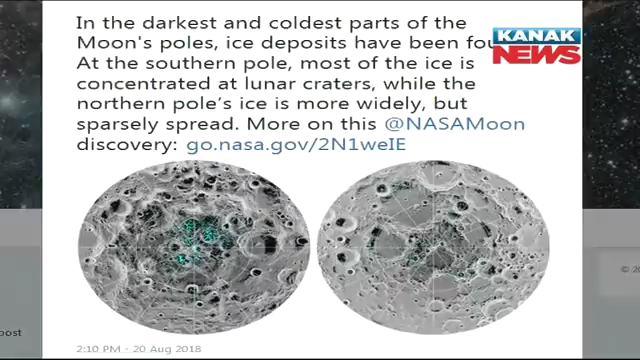 In the darkest and coldest parts of the
Moon's poles, ice deposits have been
KANAK
NEWS
At the southern pole, most of the ice is
concentrated at lunar craters, while the
northern pole's ice is more widely, but
sparsely spread. More on this @NASAMoon
discovery: go.nasa.gov/2N1weIE
2:10 PM - 20 Aug 2018